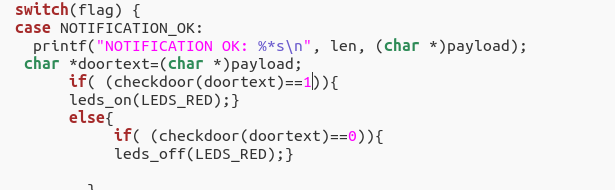 switch(flag) {
case NOTIFICATION_OK:
printf("NOTIFICATION OK: %*s\n", len, (char *)payload);
char *doortext=(char *)payload;
if( (checkdoor(doortext)==1)){
leds_on(LEDS_RED);}
else{
if( (checkdoor(doortext)==0)){
leds_off(LEDS_RED);}
}